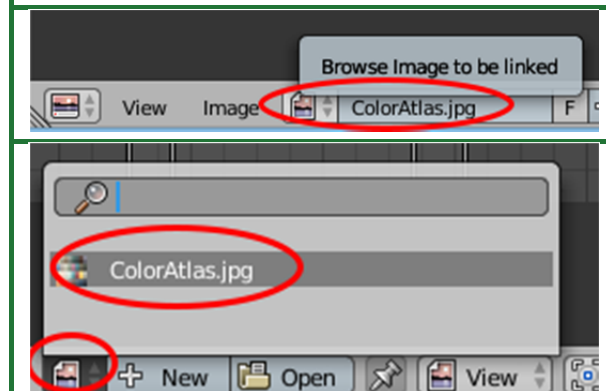 Browse Image to be linked
View Image ColorAtlas.jpg F
ColorAtlas.jpg
New Open View